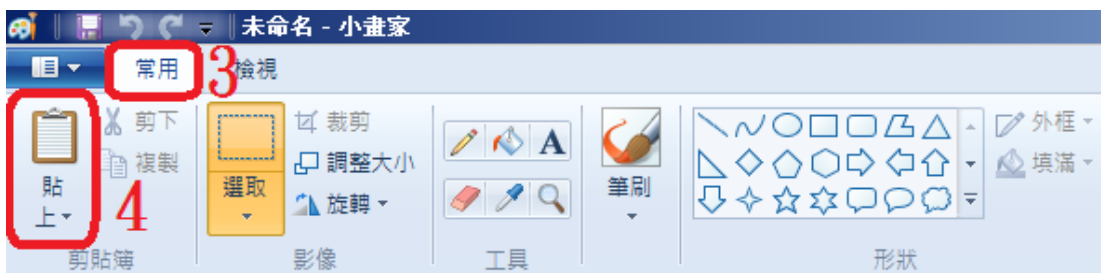 未命名 - 小畫家
常用 3 檢視
貼上 4
剪下
複製
剪貼簿
選取
裁剪
調整大小
旋轉
影像
A
工具
筆刷
外框
填滿
形狀